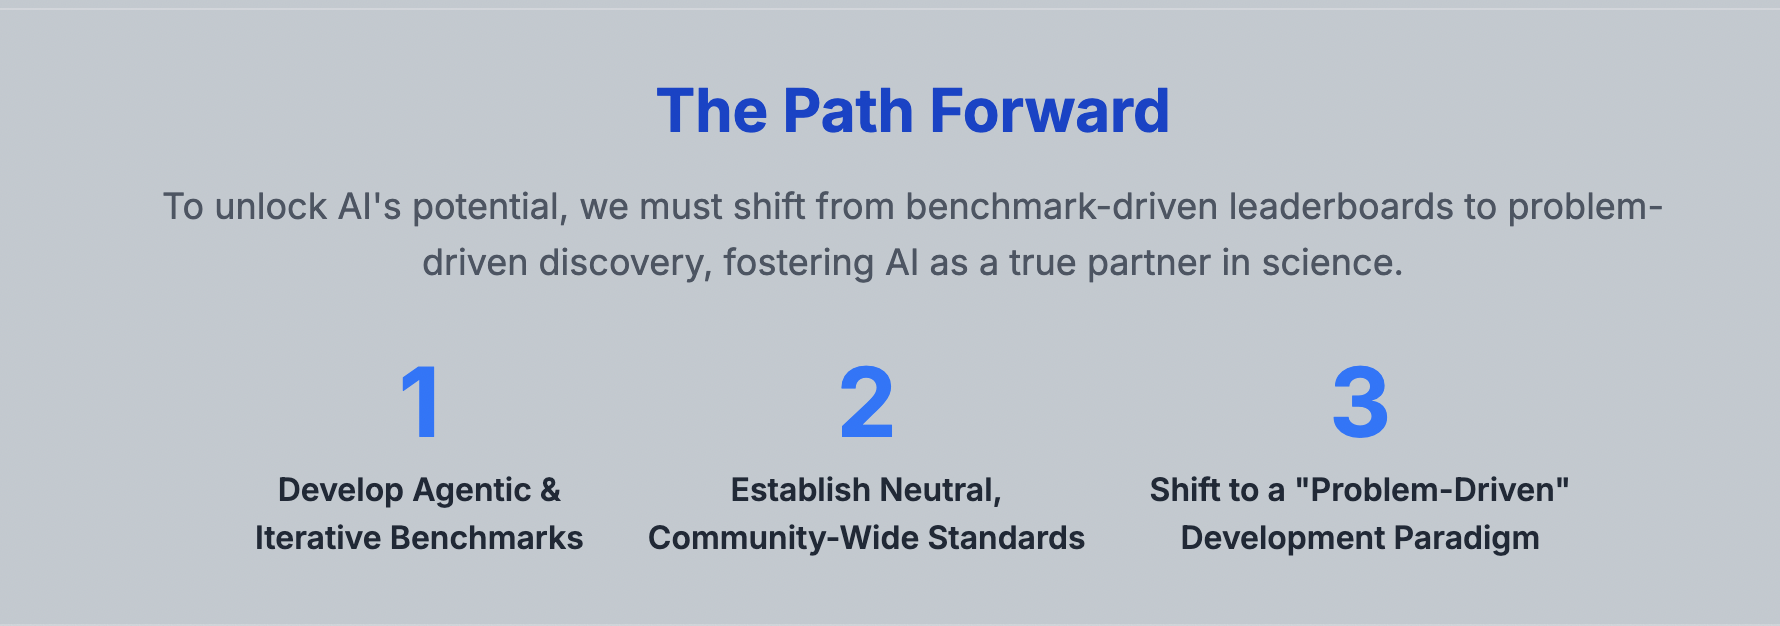 The Path Forward
To unlock AI's potential, we must shift from benchmark-driven leaderboards to problem-
driven discovery, fostering AI as a true partner in science.
1
Develop Agentic &
Iterative Benchmarks
2
Establish Neutral,
Community-Wide Standards
3
Shift to a "Problem-Driven"
Development Paradigm